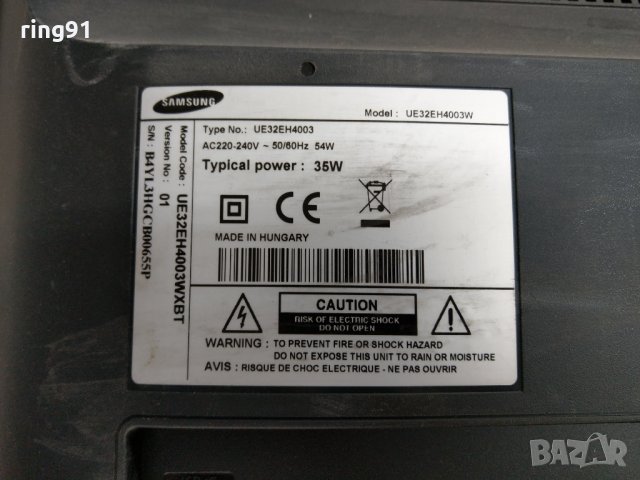 ring91
SAMSUNG
Model : UE32EH4003W
Type No.: UE32EH4003
AC220-240V ~ 50/60Hz 54W
Typical power : 35W
CE
MADE IN HUNGARY
CAUTION
RISK OF ELECTRIC SHOCK
DO NOT OPEN
WARNING : TO PREVENT FIRE OR SHOCK HAZARD
DO NOT EXPOSE THIS UNIT TO RAIN OR MOISTURE
AVIS : RISQUE DE CHOC ELECTRIQUE - NE PAS OUVRIR
Model Code : UE32EH4003WXBT
Version No : 01
S/N : B4YL3HGCB00655P
BAZAR